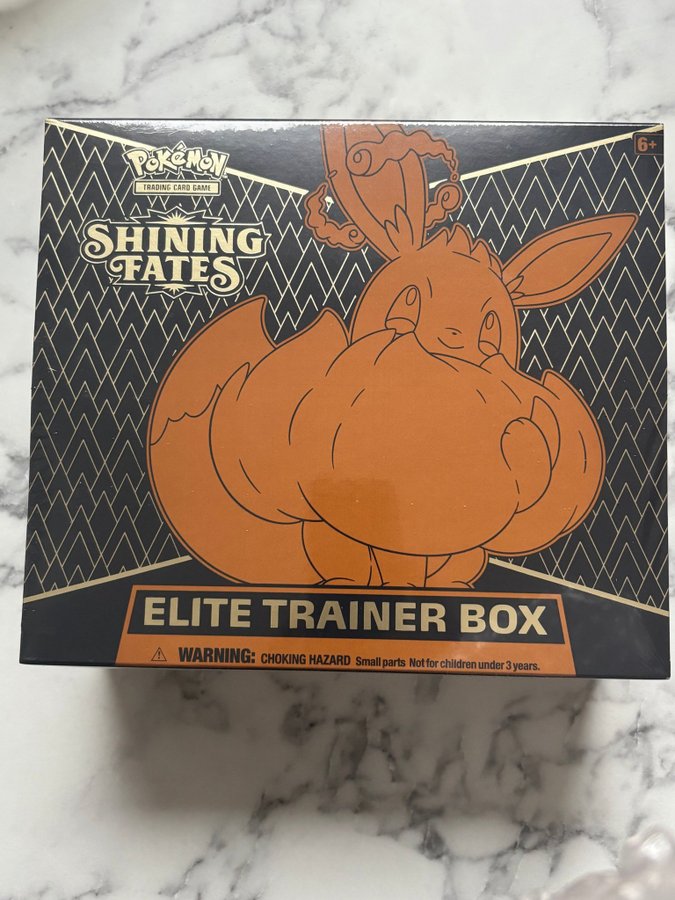 6+
POKéMON
TRADING CARD GAME
SHINING
FATES
ELITE TRAINER BOX
WARNING: CHOKING HAZARD Small parts Not for children under 3 years.